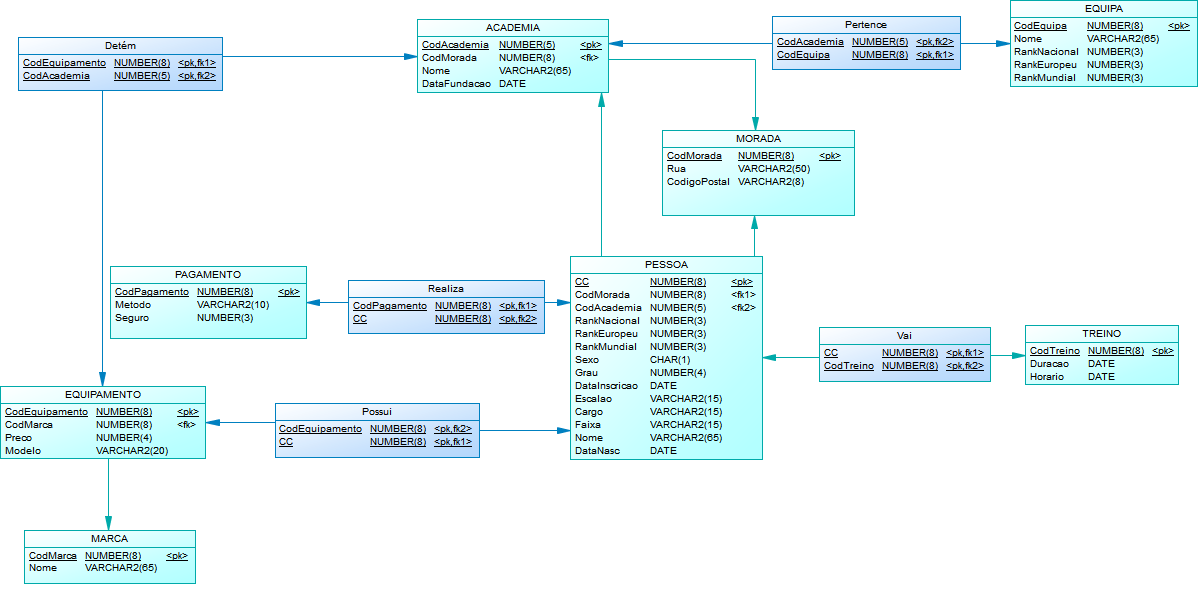 Detém
CodEquipamento NUMBER(8) <pk,fk1>
CodAcademia NUMBER(5) <pk,fk2>
ACADEMIA
CodAcademia NUMBER(5) <pk>
CodMorada NUMBER(8) <fk>
Nome VARCHAR2(65)
DataFundacao DATE
Pertence
CodAcademia NUMBER(5) <pk,fk2>
CodEquipa NUMBER(8) <pk,fk1>
EQUIPA
CodEquipa NUMBER(8) <pk>
Nome VARCHAR2(65)
RankNacional NUMBER(3)
RankEuropeu NUMBER(3)
RankMundial NUMBER(3)
MORADA
CodMorada NUMBER(8) <pk>
Rua VARCHAR2(50)
CodigoPostal VARCHAR2(8)
PAGAMENTO
CodPagamento NUMBER(8) <pk>
Metodo VARCHAR2(10)
Seguro NUMBER(3)
Realiza
CodPagamento NUMBER(8) <pk,fk1>
CC NUMBER(8) <pk,fk2>
PESSOA
CC NUMBER(8) <pk>
CodMorada NUMBER(8) <fk1>
CodAcademia NUMBER(5) <fk2>
RankNacional NUMBER(3)
RankEuropeu NUMBER(3)
RankMundial NUMBER(3)
Sexo CHAR(1)
Grau NUMBER(4)
DataInscricao DATE
Escalao VARCHAR2(15)
Cargo VARCHAR2(15)
Faixa VARCHAR2(15)
Nome VARCHAR2(65)
DataNasc DATE
Vai
CC NUMBER(8) <pk,fk1>
CodTreino NUMBER(8) <pk,fk2>
TREINO
CodTreino NUMBER(8) <pk>
Duracao DATE
Horario DATE
EQUIPAMENTO
CodEquipamento NUMBER(8) <pk>
CodMarca NUMBER(8) <fk>
Preco NUMBER(4)
Modelo VARCHAR2(20)
Possui
CodEquipamento NUMBER(8) <pk,fk2>
CC NUMBER(8) <pk,fk1>
MARCA
CodMarca NUMBER(8) <pk>
Nome VARCHAR2(65)